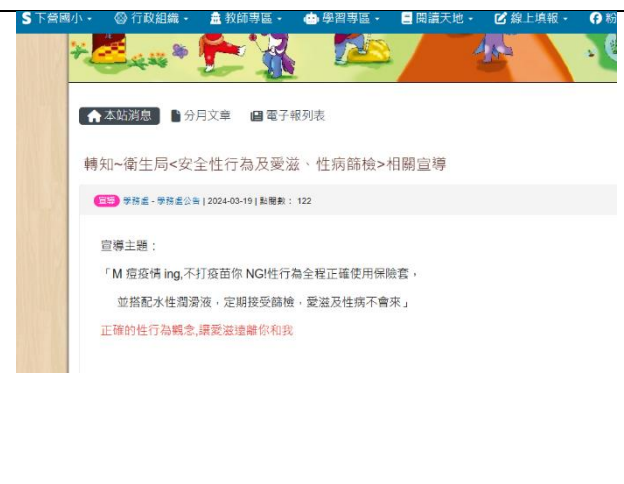 S 下營國小 行政組織 教師專區 學習專區 閱讀天地 線上填報 粉
本站消息 分月文章 電子報列表
轉知~衛生局<安全性行為及愛滋、性病篩檢>相關宣導
宣導 學務處 - 學務處公告 | 2024-03-19 | 點閱數： 122
宣導主題：
「M 痘疫情 ing,不打疫苗你 NG!性行為全程正確使用保險套，
並搭配水性潤滑液，定期接受篩檢，愛滋及性病不會來」
正確的性行為觀念,讓愛滋遠離你和我